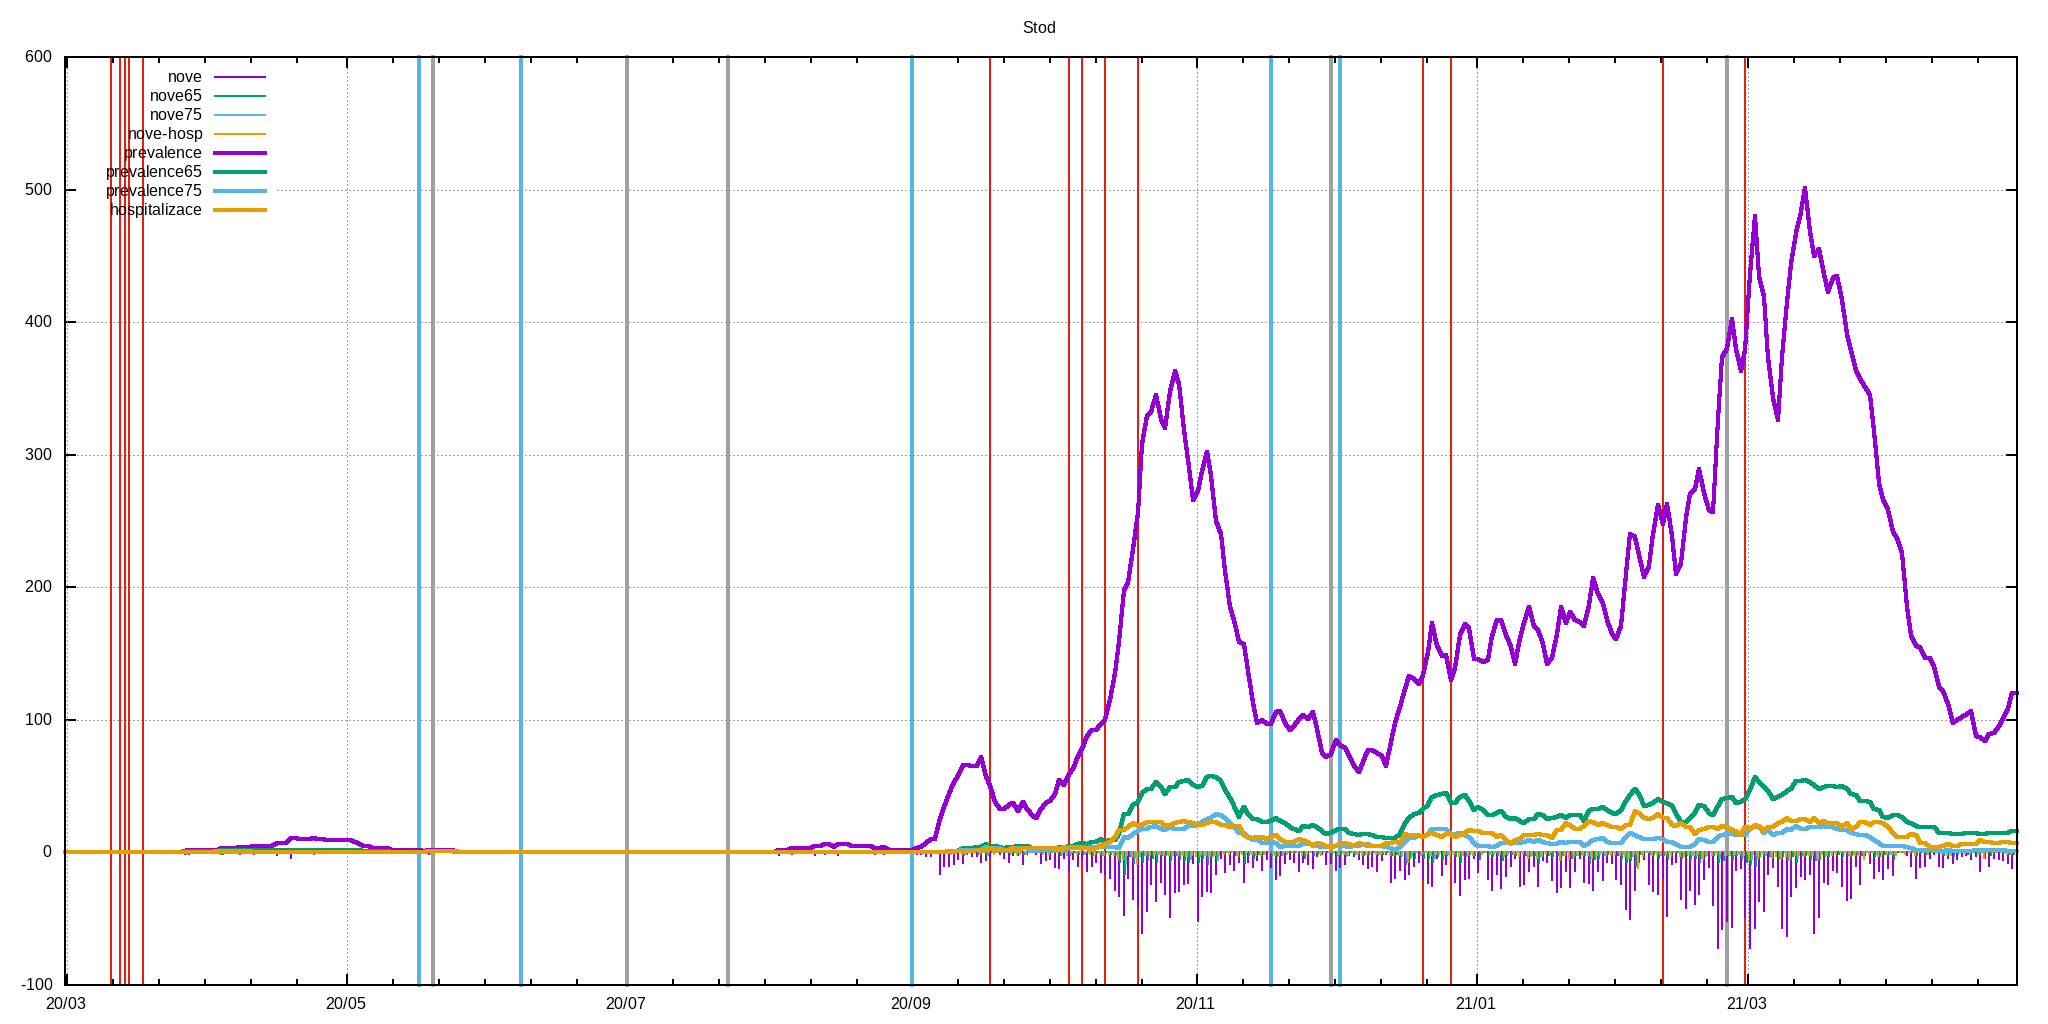 Stod
600
nove
nove65
nove75
nove-hosp
prevalence
prevalence65
prevalence75
hospitalizace
500
400
300
200
100
0
-100
20/03 20/05 20/07 20/09 20/11 21/01 21/03